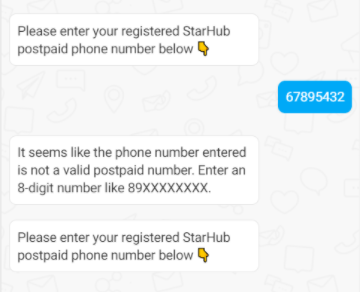 Please enter your registered StarHub
postpaid phone number below 👇
67895432
It seems like the phone number entered
is not a valid postpaid number. Enter an
8-digit number like 89XXXXXXXX.
Please enter your registered StarHub
postpaid phone number below 👇